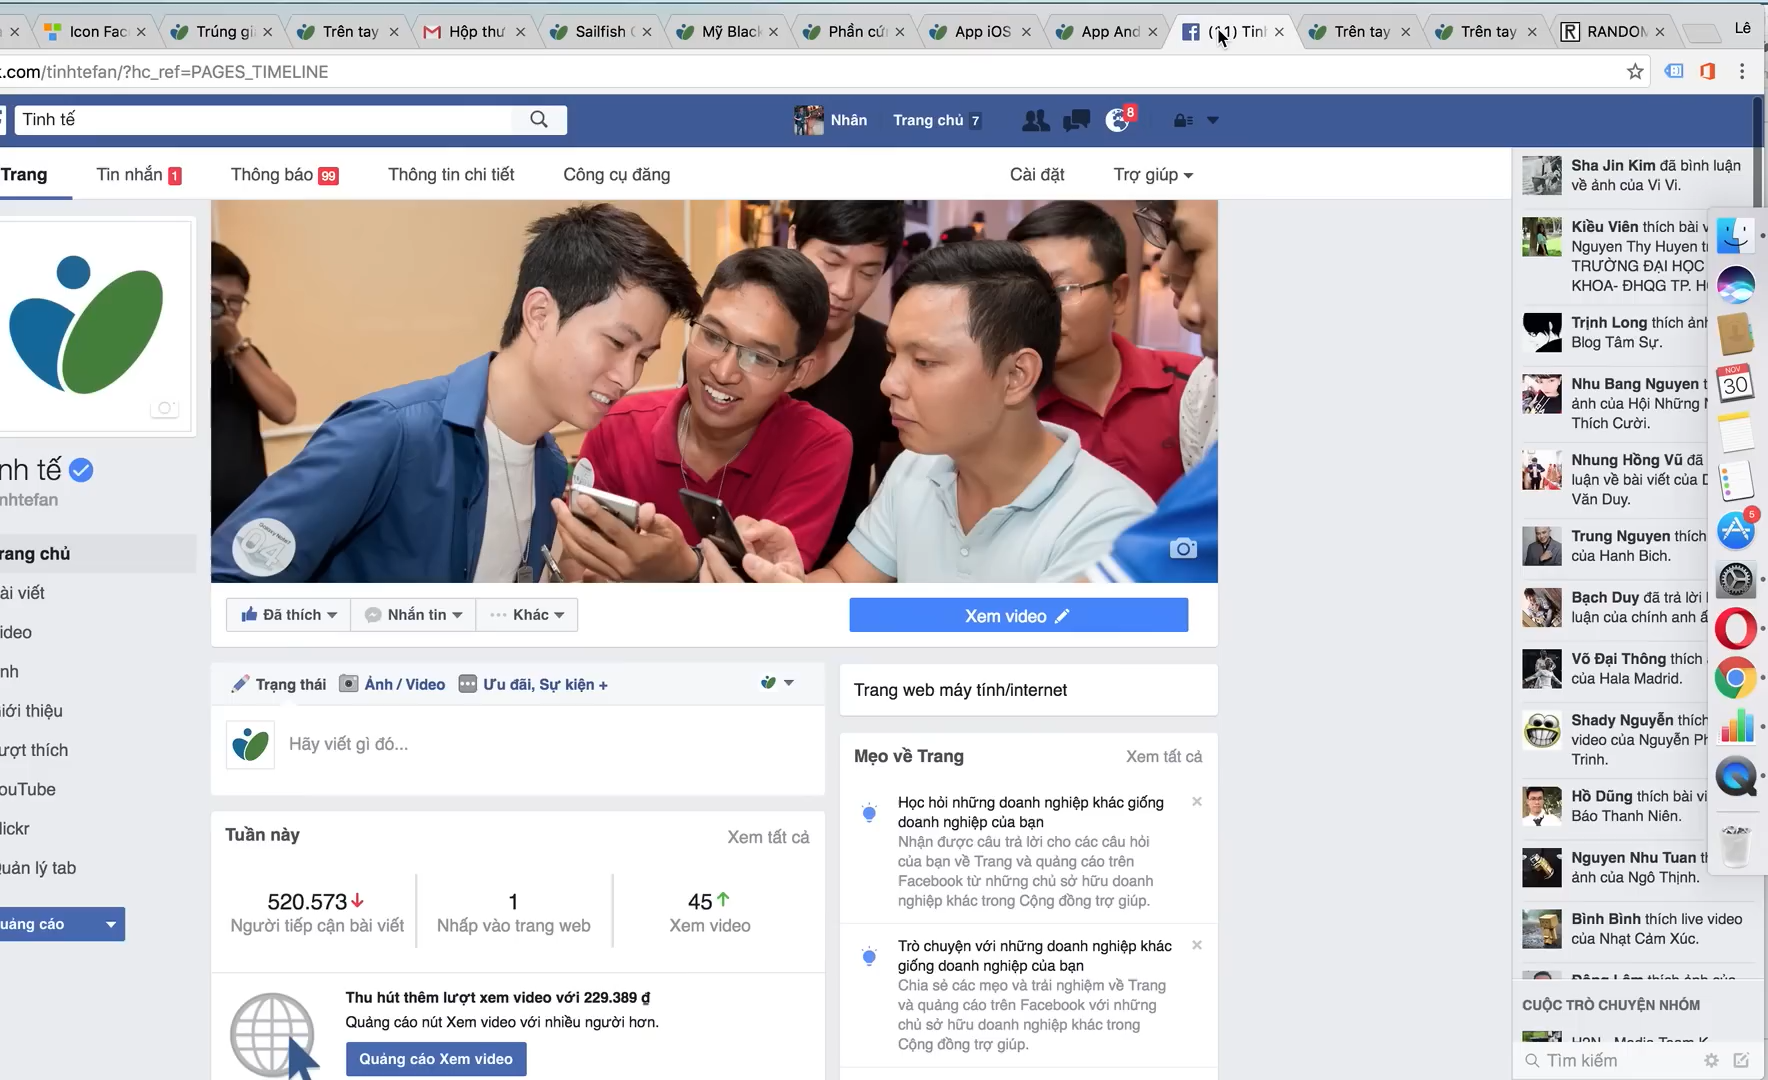 Icon Fac
Trúng gi
Trên tay
Hộp thư
Sailfish
Mỹ Black
Phần cứ
App iOS
App And
(11) Tinh
Trên tay
Trên tay
RANDOM
Lê
.com/tinhtefan/?hc_ref=PAGES_TIMELINE
Tinh tế
Nhân
Trang chủ 7
8
Trang
Tin nhắn 1
Thông báo 99
Thông tin chi tiết
Công cụ đăng
Cài đặt
Trợ giúp
Sha Jin Kim đã bình luận
về ảnh của Vi Vi.
Kiều Viên thích bài v
Nguyen Thy Huyen t
TRƯỜNG ĐẠI HỌC
KHOA- ĐHQG TP. H
Trịnh Long thích ảnh
Blog Tâm Sự.
NOV
30
Nhu Bang Nguyen t
ảnh của Hội Những
Thích Cười.
Nhung Hồng Vũ đã
luận về bài viết của
Văn Duy.
5
Trung Nguyen thích
của Hanh Bich.
Bạch Duy đã trả lời
luận của chính anh ấ
Võ Đại Thông thích
của Hala Madrid.
Shady Nguyễn thích
video của Nguyễn Ph
Trinh.
Hồ Dũng thích bài vi
Báo Thanh Niên.
Nguyen Nhu Tuan t
ảnh của Ngô Thịnh.
Bình Bình thích live video
của Nhạt Cảm Xúc.
CUỘC TRÒ CHUYỆN NHÓM
Tìm kiếm
nh tế
nhtefan
rang chủ
ài viết
ideo
nh
iới thiệu
ượt thích
ouTube
lickr
uản lý tab
uảng cáo
Galaxy Note7
04
Đã thích
Nhắn tin
Khác
Xem video
Trạng thái
Ảnh / Video
Ưu đãi, Sự kiện +
Hãy viết gì đó...
Trang web máy tính/internet
Tuần này
Xem tất cả
520.573
Người tiếp cận bài viết
1
Nhấp vào trang web
45
Xem video
Thu hút thêm lượt xem video với 229.389 ₫
Quảng cáo nút Xem video với nhiều người hơn.
Quảng cáo Xem video
Mẹo về Trang
Xem tất cả
Học hỏi những doanh nghiệp khác giống
doanh nghiệp của bạn
Nhận được câu trả lời cho các câu hỏi
của bạn về Trang và quảng cáo trên
Facebook từ những chủ sở hữu doanh
nghiệp khác trong Cộng đồng trợ giúp.
Trò chuyện với những doanh nghiệp khác
giống doanh nghiệp của bạn
Chia sẻ các mẹo và trải nghiệm về Trang
và quảng cáo trên Facebook với những
chủ sở hữu doanh nghiệp khác trong
Cộng đồng trợ giúp.